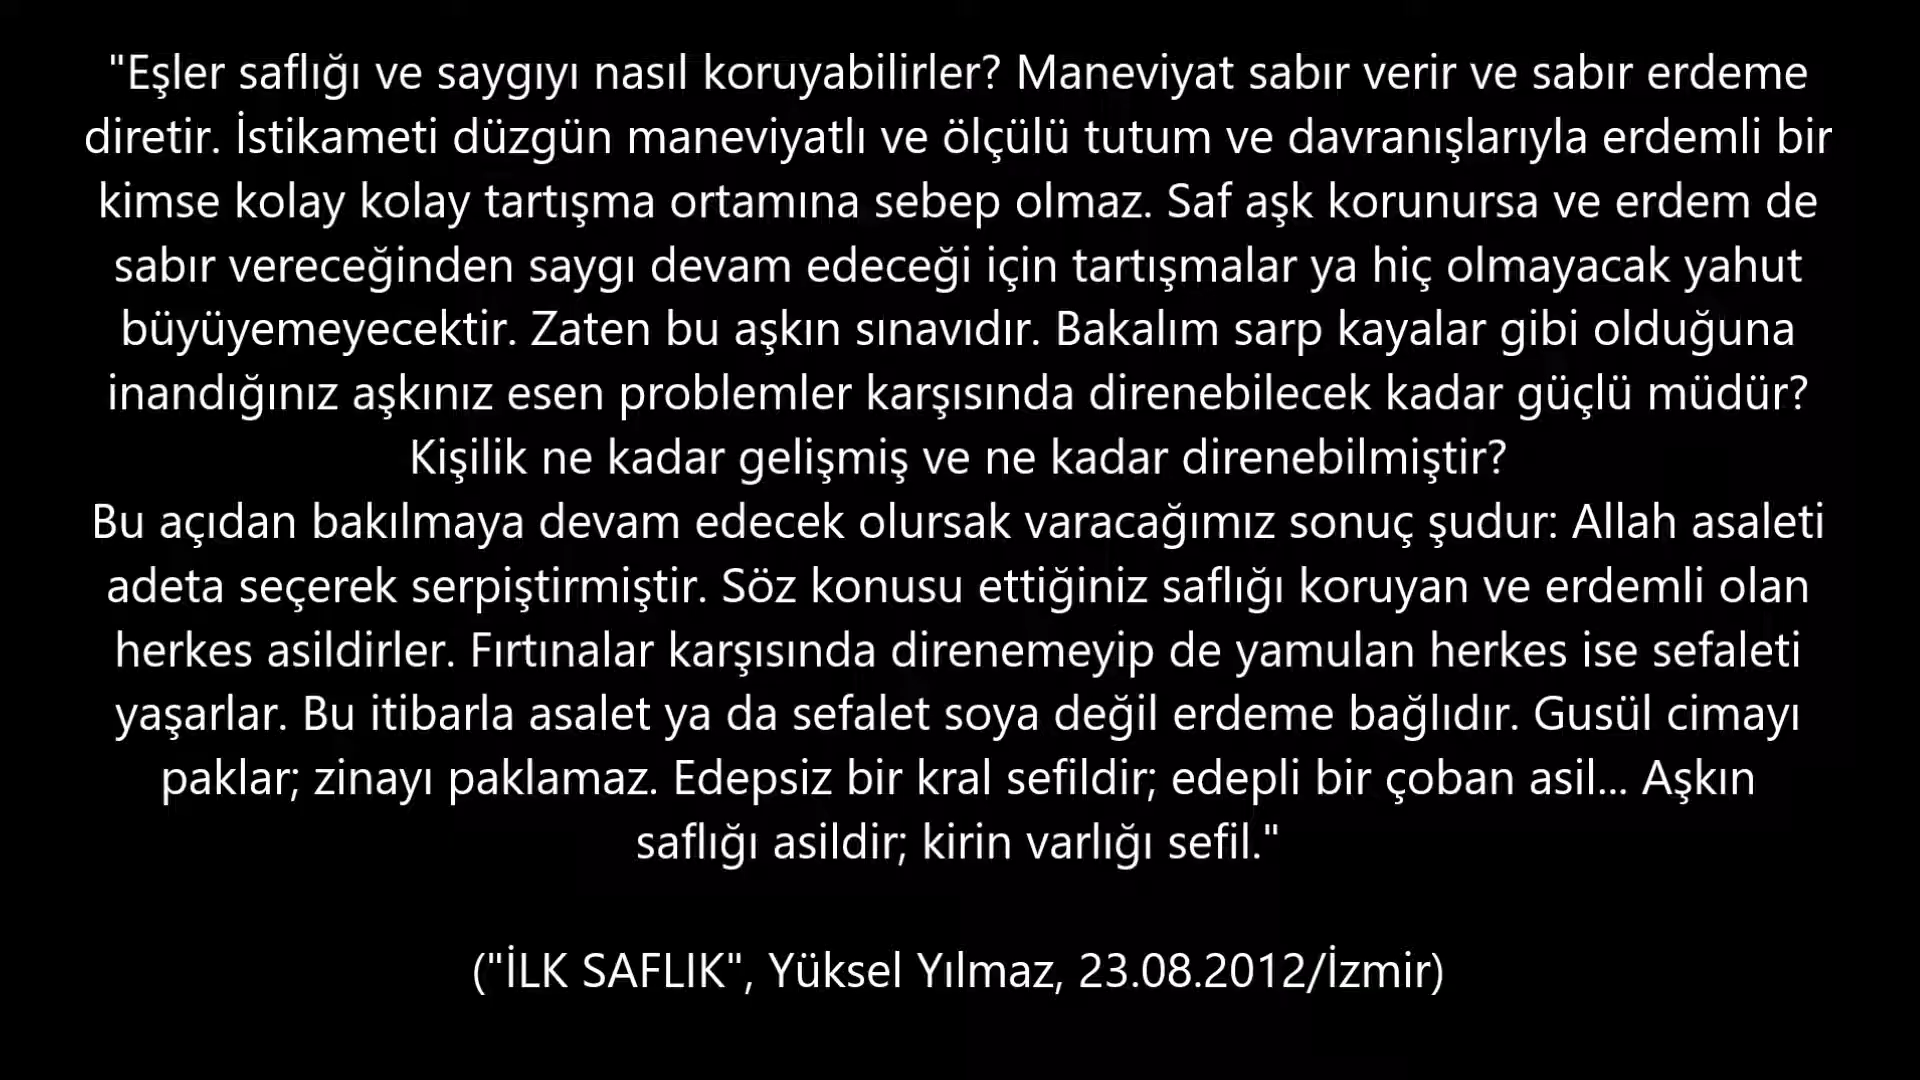 "Eşler saflığı ve saygıyı nasıl koruyabilirler? Maneviyat sabır verir ve sabır erdeme
diretir. İstikameti düzgün maneviyatlı ve ölçülü tutum ve davranışlarıyla erdemli bir
kimse kolay kolay tartışma ortamına sebep olmaz. Saf aşk korunursa ve erdem de
sabır vereceğinden saygı devam edeceği için tartışmalar ya hiç olmayacak yahut
büyüyemeyecektir. Zaten bu aşkın sınavıdır. Bakalım sarp kayalar gibi olduğuna
inandığınız aşkınız esen problemler karşısında direnebilecek kadar güçlü müdür?
Kişilik ne kadar gelişmiş ve ne kadar direnebilmiştir?
Bu açıdan bakılmaya devam edecek olursak varacağımız sonuç şudur: Allah asaleti
adeta seçerek serpiştirmiştir. Söz konusu ettiğiniz saflığı koruyan ve erdemli olan
herkes asildirler. Fırtınalar karşısında direnemeyip de yamulan herkes ise sefaleti
yaşarlar. Bu itibarla asalet ya da sefalet soya değil erdeme bağlıdır. Gusül cimayı
paklar; zinayı paklamaz. Edepsiz bir kral sefildir; edepli bir çoban asil... Aşkın
saflığı asildir; kirin varlığı sefil."
("İLK SAFLIK", Yüksel Yılmaz, 23.08.2012/İzmir)